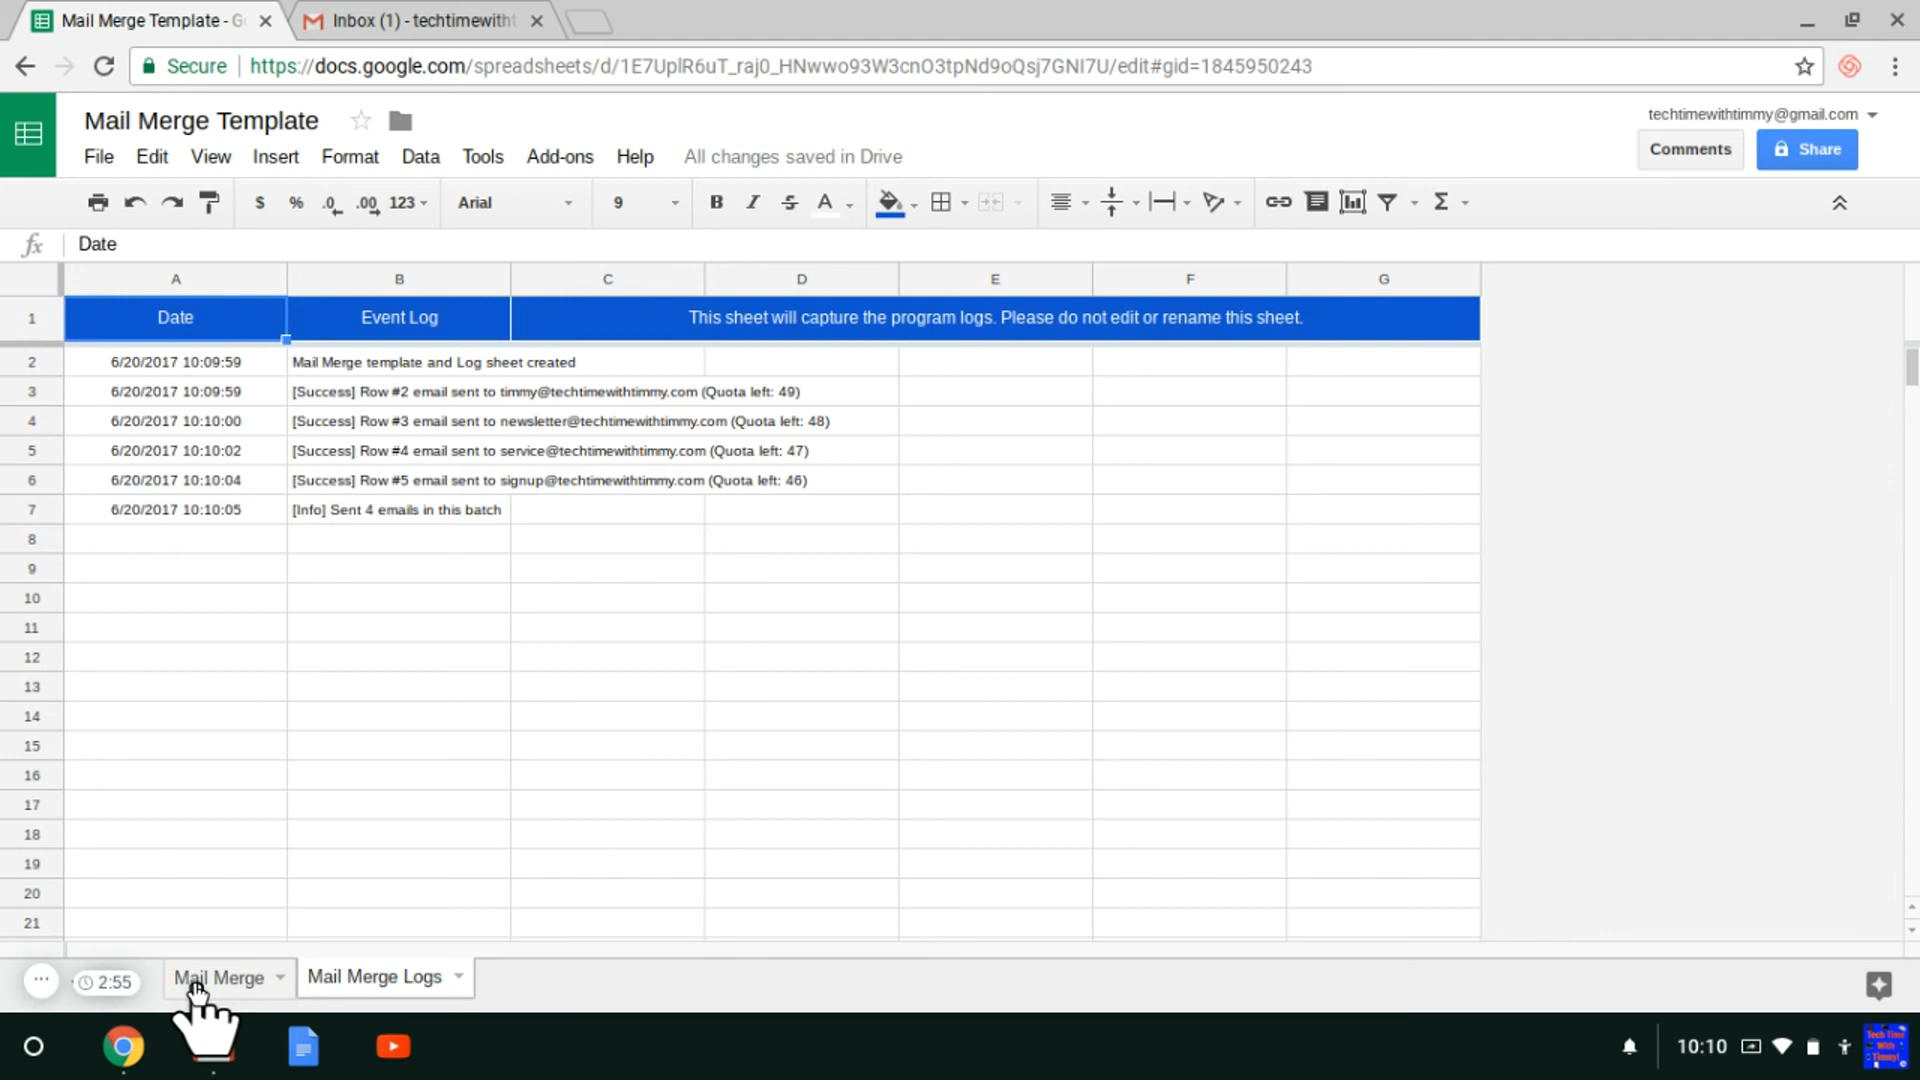 Mail Merge Template - G
Inbox (1) - techtimewitht
Secure
https://docs.google.com/spreadsheets/d/1E7UplR6uT_raj0_HNwwo93W3cnO3tpNd9oQsj7GNI7U/edit#gid=1845950243
Mail Merge Template
techtimewithtimmy@gmail.com
File Edit View Insert Format Data Tools Add-ons Help All changes saved in Drive
Comments Share
$ % .0 .00 123 Arial 9 B I S A Σ
fx Date
A B C D E F G
1 Date Event Log This sheet will capture the program logs. Please do not edit or rename this sheet.
2 6/20/2017 10:09:59 Mail Merge template and Log sheet created
3 6/20/2017 10:09:59 [Success] Row #2 email sent to timmy@techtimewithtimmy.com (Quota left: 49)
4 6/20/2017 10:10:00 [Success] Row #3 email sent to newsletter@techtimewithtimmy.com (Quota left: 48)
5 6/20/2017 10:10:02 [Success] Row #4 email sent to service@techtimewithtimmy.com (Quota left: 47)
6 6/20/2017 10:10:04 [Success] Row #5 email sent to signup@techtimewithtimmy.com (Quota left: 46)
7 6/20/2017 10:10:05 [Info] Sent 4 emails in this batch
8
9
10
11
12
13
14
15
16
17
18
19
20
21
2:55 Mail Merge Mail Merge Logs
10:10
Tech Time
With
Timmy!